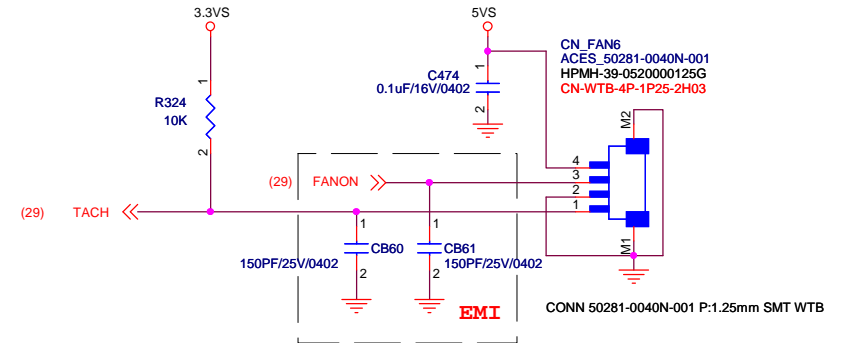 3.3VS
5VS
CN_FAN6
ACES_50281-0040N-001
HPMH-39-0520000125G
CN-WTB-4P-1P25-2H03
1
C474
0.1uF/16V/0402
2
1
R324
10K
2
M2
4
3
2
1
M1
(29) FANON
(29) TACH
1
CB60
150PF/25V/0402
2
1
CB61
150PF/25V/0402
2
EMI
CONN 50281-0040N-001 P:1.25mm SMT WTB